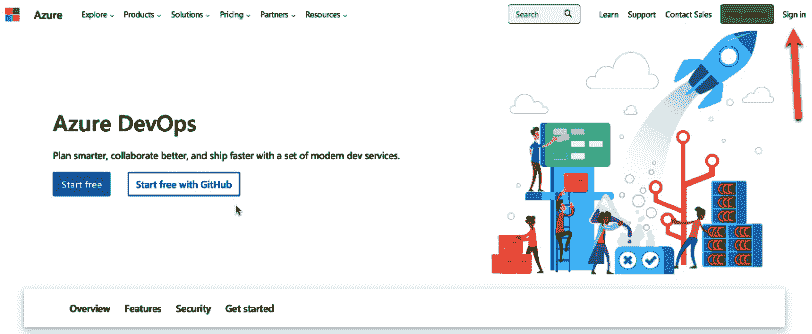 Azure Explore Products Solutions Pricing Partners Resources Search Learn Support Contact Sales Sign in
Azure DevOps
Plan smarter, collaborate better, and ship faster with a set of modern dev services.
Start free Start free with GitHub
Overview Features Security Get started